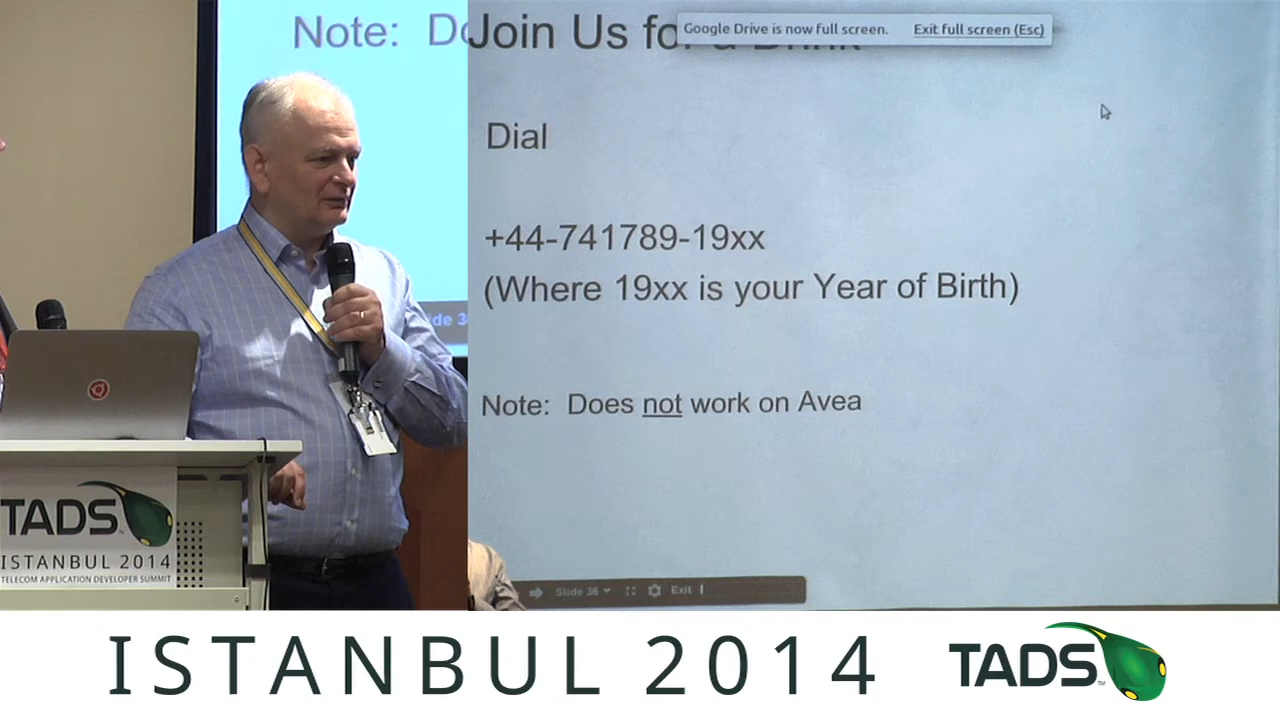 Note: Do
Join Us for a Drink
Google Drive is now full screen. Exit full screen (Esc)
Dial
+44-741789-19xx
(Where 19xx is your Year of Birth)
Note: Does not work on Avea
Slide 36
Exit
TADS
ISTANBUL 2014
TELECOM APPLICATION DEVELOPER SUMMIT
ISTANBUL 2014
TADS